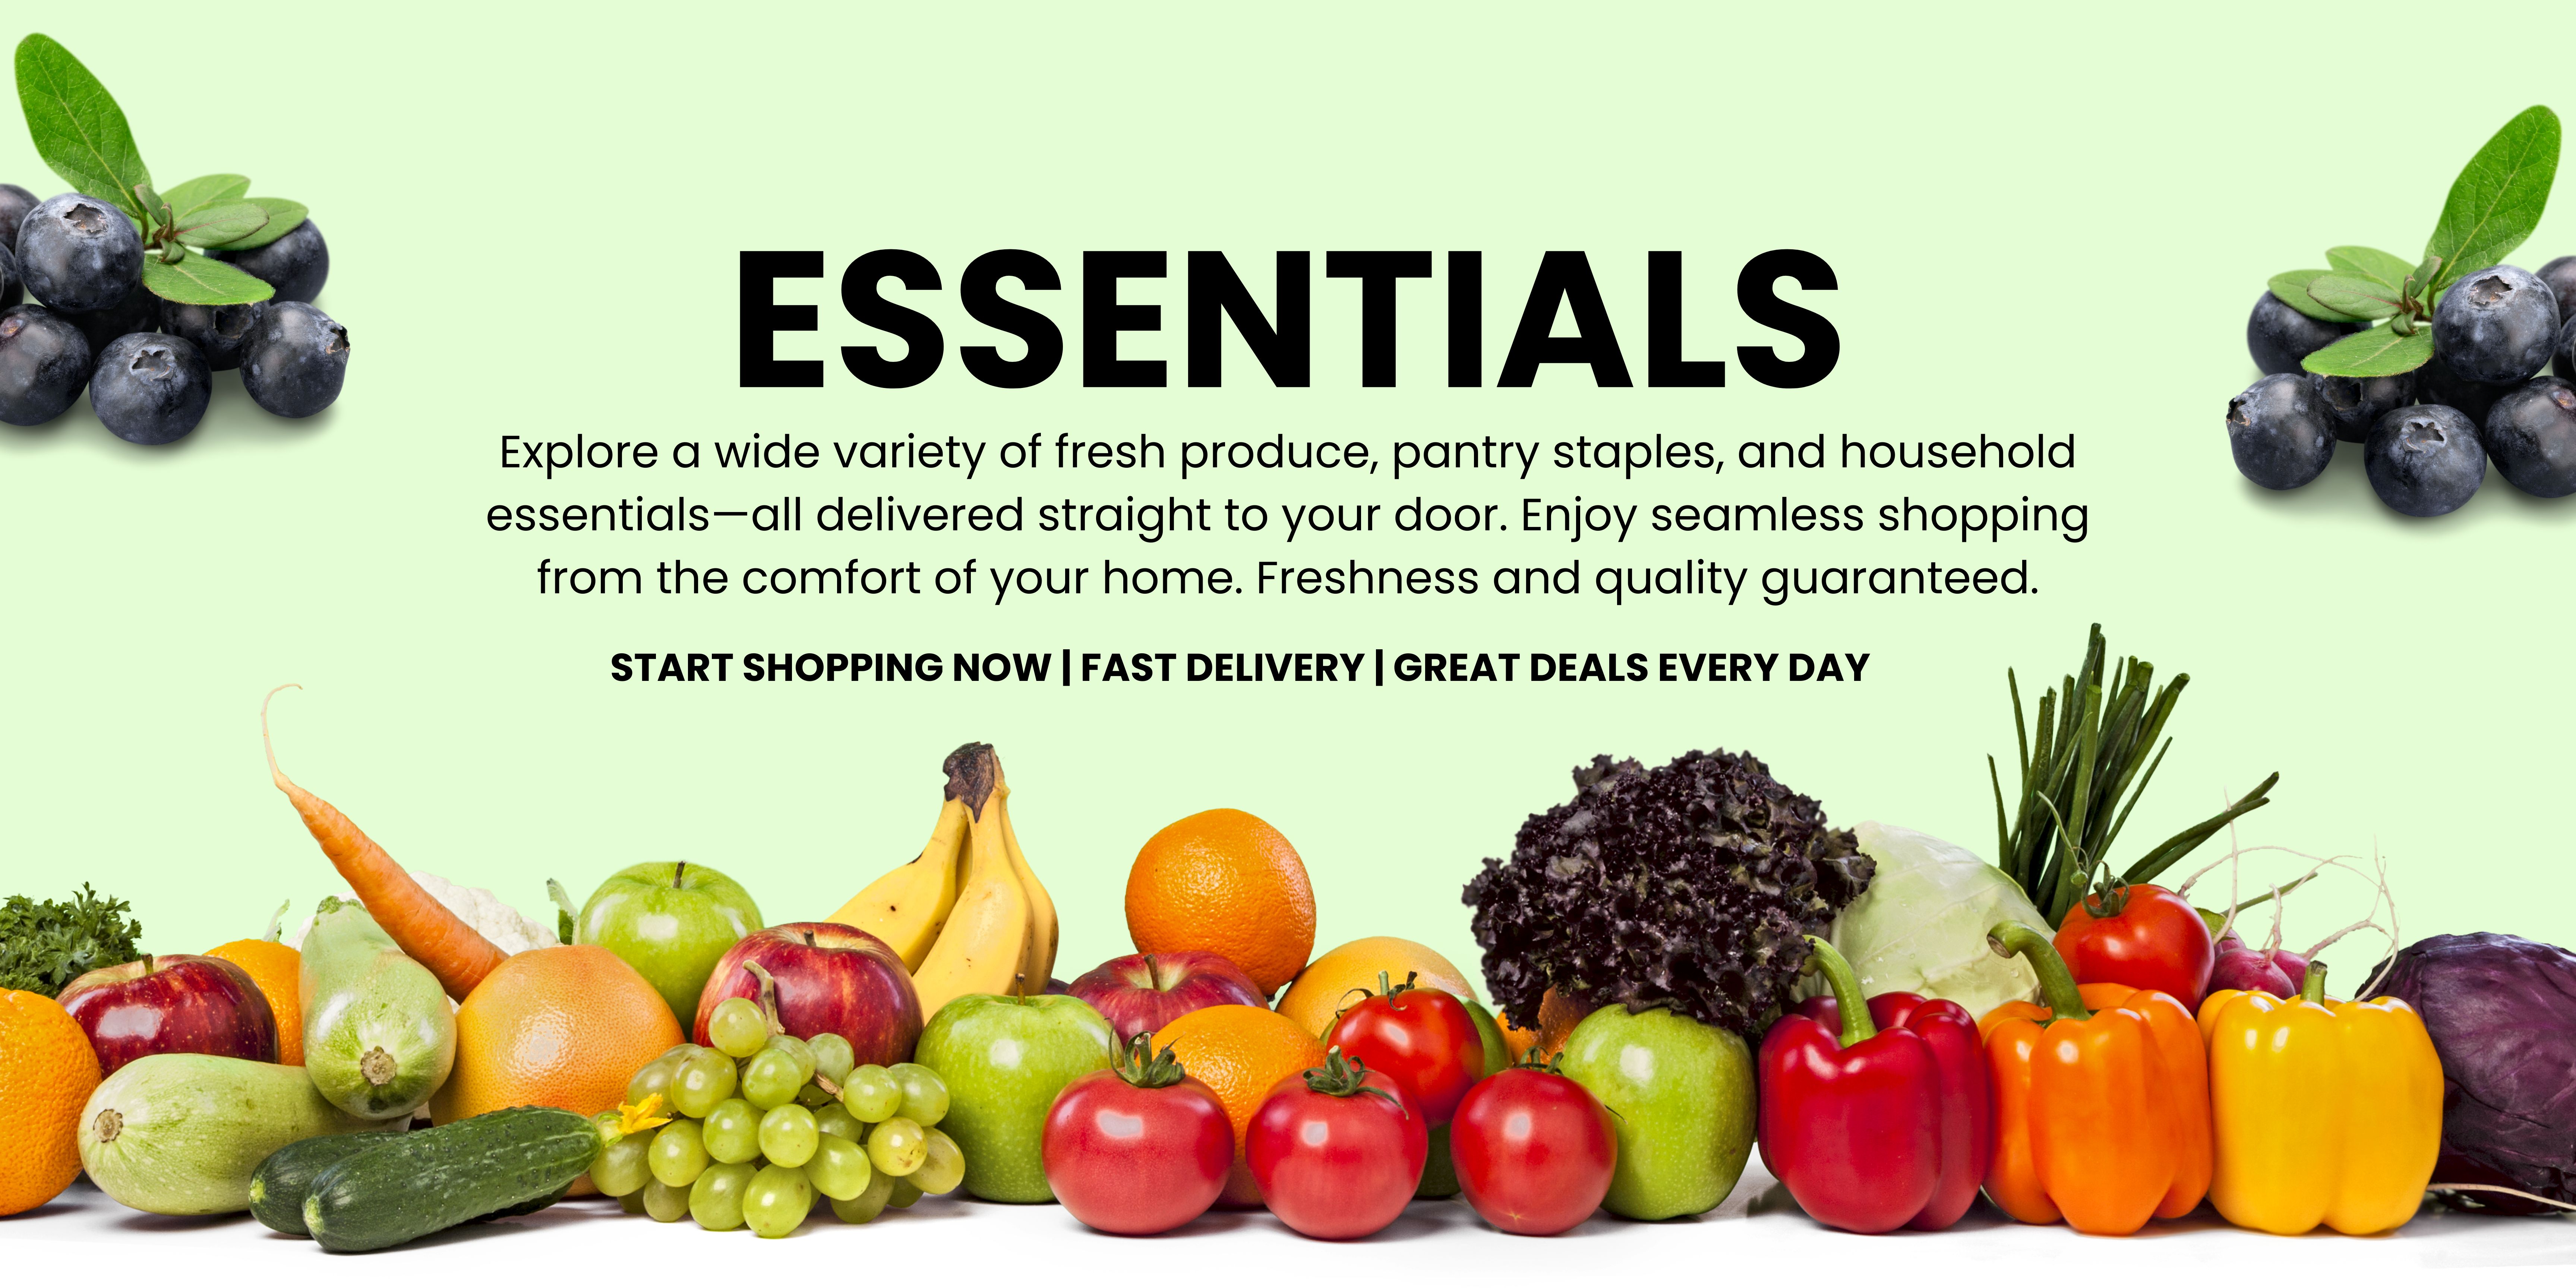 ESSENTIALS
Explore a wide variety of fresh produce, pantry staples, and household
essentials—all delivered straight to your door. Enjoy seamless shopping
from the comfort of your home. Freshness and quality guaranteed.
START SHOPPING NOW | FAST DELIVERY | GREAT DEALS EVERY DAY